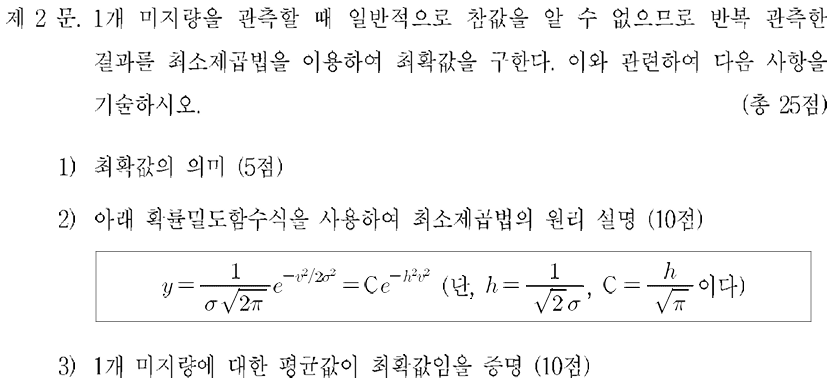 제 2 문. 1개 미지량을 관측할 때 일반적으로 참값을 알 수 없으므로 반복 관측한
결과를 최소제곱법을 이용하여 최확값을 구한다. 이와 관련하여 다음 사항을
기술하시오. (총 25점)
1) 최확값의 의미 (5점)
2) 아래 확률밀도함수식을 사용하여 최소제곱법의 원리 설명 (10점)
y = \frac{1}{\sigma\sqrt{2\pi}} e^{-v^2/2\sigma^2} = Ce^{-h^2v^2} (단, h = \frac{1}{\sqrt{2}\sigma}, C = \frac{h}{\sqrt{\pi}} 이다)
3) 1개 미지량에 대한 평균값이 최확값임을 증명 (10점)